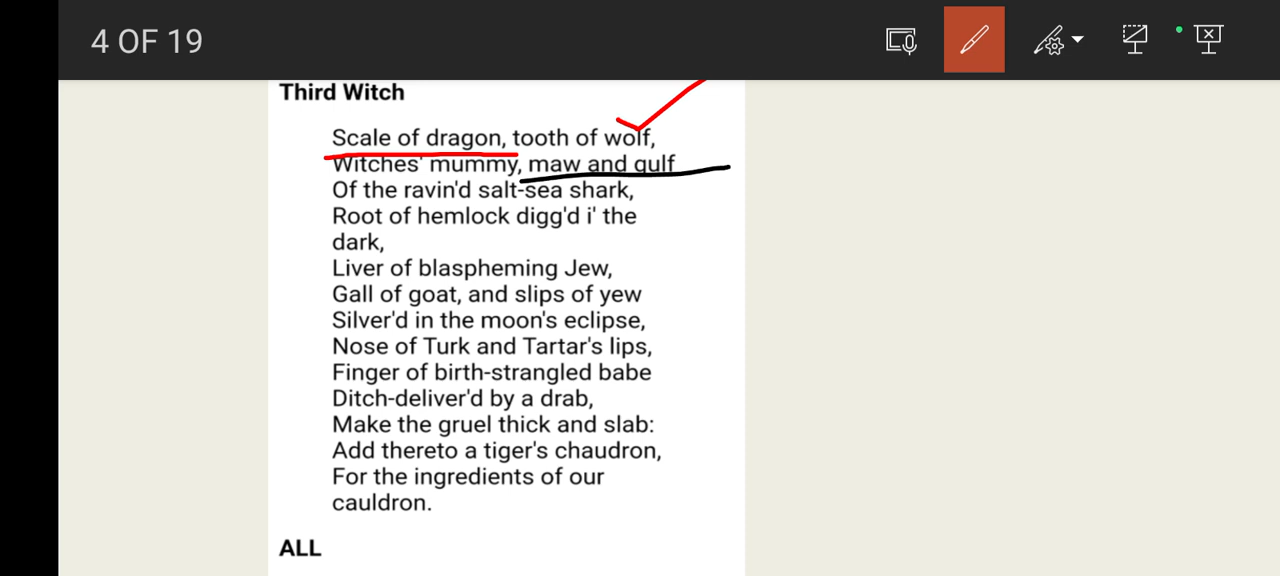 4 OF 19
Third Witch
Scale of dragon, tooth of wolf,
Witches' mummy, maw and gulf
Of the ravin'd salt-sea shark,
Root of hemlock digg'd i' the
dark,
Liver of blaspheming Jew,
Gall of goat, and slips of yew
Silver'd in the moon's eclipse,
Nose of Turk and Tartar's lips,
Finger of birth-strangled babe
Ditch-deliver'd by a drab,
Make the gruel thick and slab:
Add thereto a tiger's chaudron,
For the ingredients of our
cauldron.
ALL